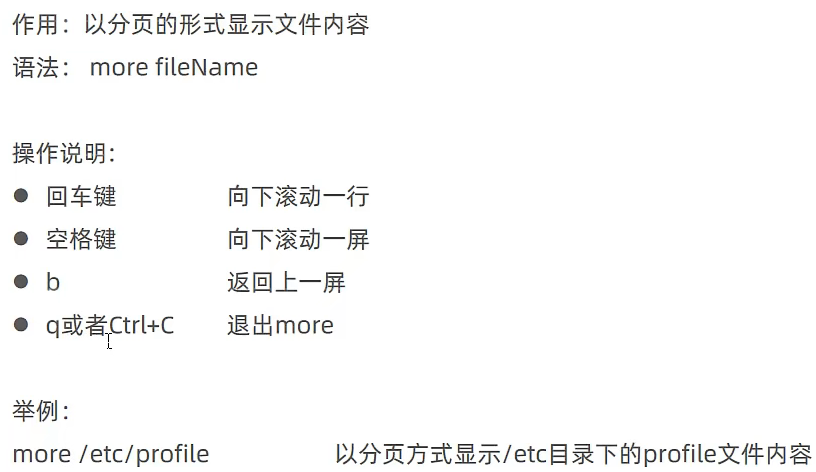 作用：以分页的形式显示文件内容
语法： more fileName
操作说明：
● 回车键 向下滚动一行
● 空格键 向下滚动一屏
● b 返回上一屏
● q或者Ctrl+C 退出more
举例：
more /etc/profile 以分页方式显示/etc目录下的profile文件内容